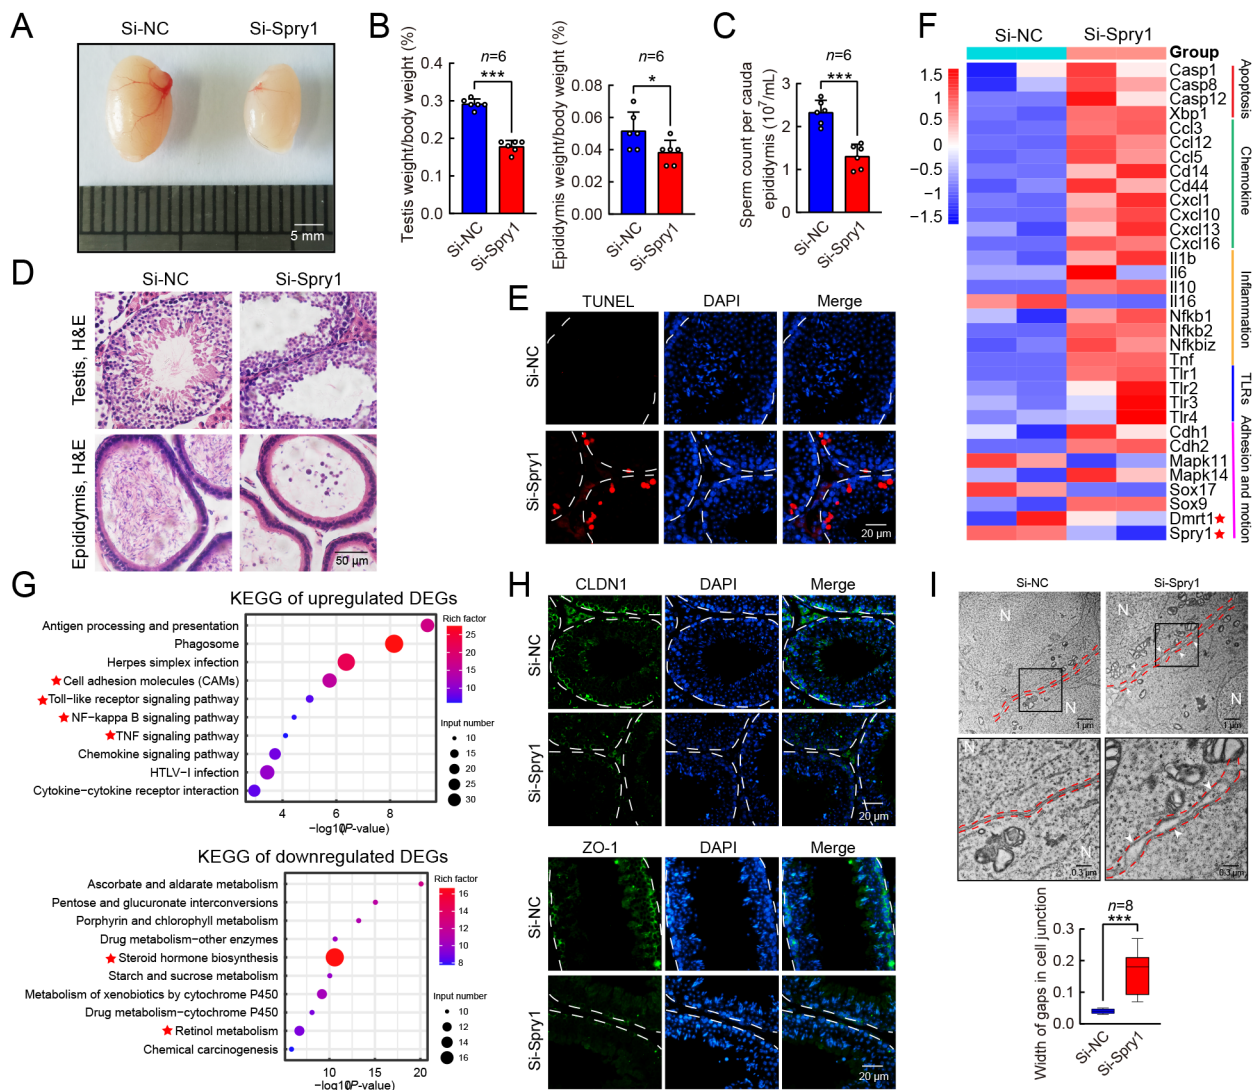 A
Si-NC
Si-Spry1
5 mm
B
Testis weight/body weight (%)
n=6
***
0.4
0.3
0.2
0.1
0.0
Si-NC
Si-Spry1
Epididymis weight/body weight (%)
n=6
*
0.08
0.06
0.04
0.02
0.00
Si-NC
Si-Spry1
C
Sperm count per cauda
epididymis (10⁷/mL)
n=6
***
3
2
1
0
Si-NC
Si-Spry1
D
Si-NC
Si-Spry1
Testis, H&E
Epididymis, H&E
50 µm
E
TUNEL
DAPI
Merge
Si-NC
Si-Spry1
20 µm
F
Si-NC
Si-Spry1
Group
1.5
1
0.5
0
−0.5
−1
−1.5
Casp1
Casp8
Casp12
Xbp1
Ccl3
Ccl12
Ccl5
Cd14
Cd44
Cxcl1
Cxcl10
Cxcl13
Cxcl16
Il1b
Il6
Il10
Il16
Nfkb1
Nfkb2
Nfkbiz
Tnf
Tlr1
Tlr2
Tlr3
Tlr4
Cdh1
Cdh2
Mapk11
Mapk14
Sox17
Sox9
Dmrt1
Spry1
Apoptosis
Chemokine
Inflamation
TLRs
Adhesion and motion
G
KEGG of upregulated DEGs
Antigen processing and presentation
Phagosome
Herpes simplex infection
Cell adhesion molecules (CAMs)
Toll−like receptor signaling pathway
NF−kappa B signaling pathway
TNF signaling pathway
Chemokine signaling pathway
HTLV−I infection
Cytokine−cytokine receptor interaction
4
6
8
−log10(P-value)
Rich factor
25
20
15
10
Input number
10
15
20
25
30
KEGG of downregulated DEGs
Ascorbate and aldarate metabolism
Pentose and glucuronate interconversions
Porphyrin and chlorophyll metabolism
Drug metabolism−other enzymes
Steroid hormone biosynthesis
Starch and sucrose metabolism
Metabolism of xenobiotics by cytochrome P450
Drug metabolism−cytochrome P450
Retinol metabolism
Chemical carcinogenesis
10
15
20
−log10(P-value)
Rich factor
16
14
12
10
8
Input number
10
12
14
16
H
CLDN1
DAPI
Merge
Si-NC
Si-Spry1
20 µm
ZO-1
DAPI
Merge
Si-NC
Si-Spry1
20 µm
I
Si-NC
Si-Spry1
N
N
1 µm
N
N
1 µm
N
N
0.3 µm
0.3 µm
Width of gaps in cell junction
n=8
***
0.3
0.2
0.1
0.0
Si-NC
Si-Spry1